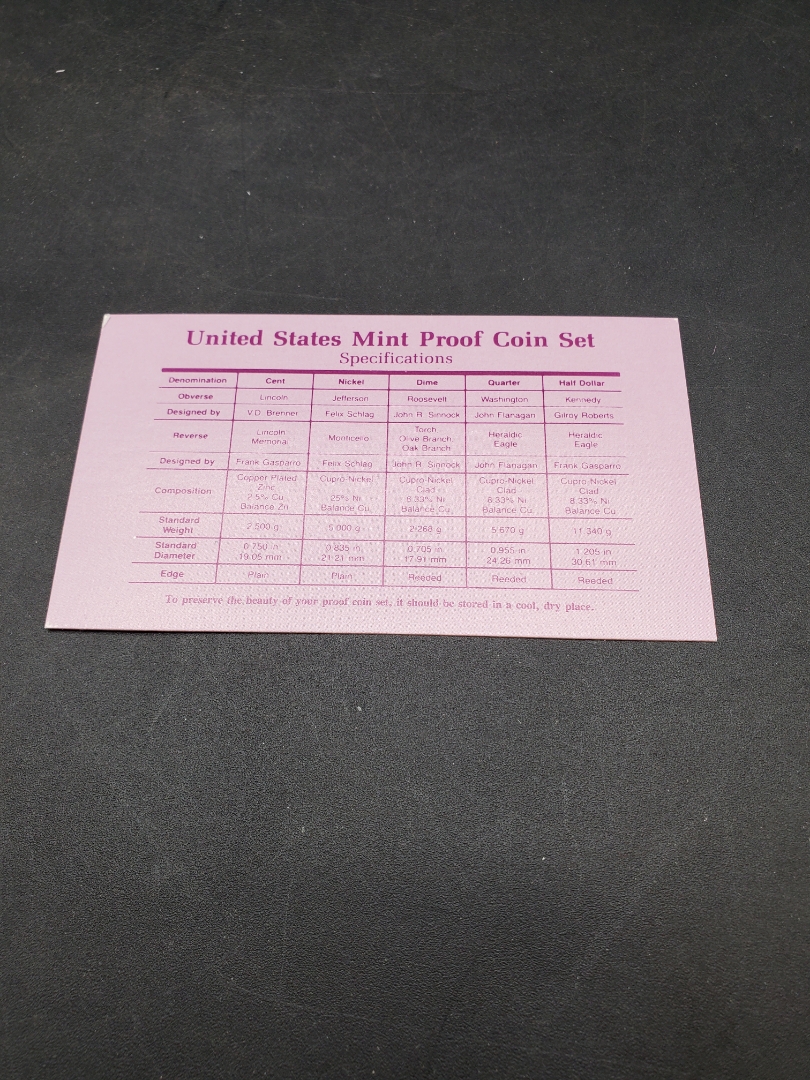 United States Mint Proof Coin Set
Specifications
Denomination Cent Nickel Dime Quarter Half Dollar
Obverse Lincoln Jefferson Roosevelt Washington Kennedy
Designed by V.D. Brenner Felix Schlag John R. Sinnock John Flanagan Gilroy Roberts
Reverse Lincoln Memorial Monticello Torch Olive Branch Oak Branch Heraldic Eagle Heraldic Eagle
Designed by Frank Gasparro Felix Schlag John R. Sinnock John Flanagan Frank Gasparro
Composition Copper Plated Zinc 2.5% Cu Balance Zn Cupro-Nickel 25% Ni Balance Cu Cupro-Nickel Clad 8.33% Ni Balance Cu Cupro-Nickel Clad 8.33% Ni Balance Cu Cupro-Nickel Clad 8.33% Ni Balance Cu
Standard Weight 2.500 g 5.000 g 2.268 g 5.670 g 11.340 g
Standard Diameter 0.750 in 19.05 mm 0.835 in 21.21 mm 0.705 in 17.91 mm 0.955 in 24.26 mm 1.205 in 30.61 mm
Edge Plain Plain Reeded Reeded Reeded
To preserve the beauty of your proof coin set, it should be stored in a cool, dry place.